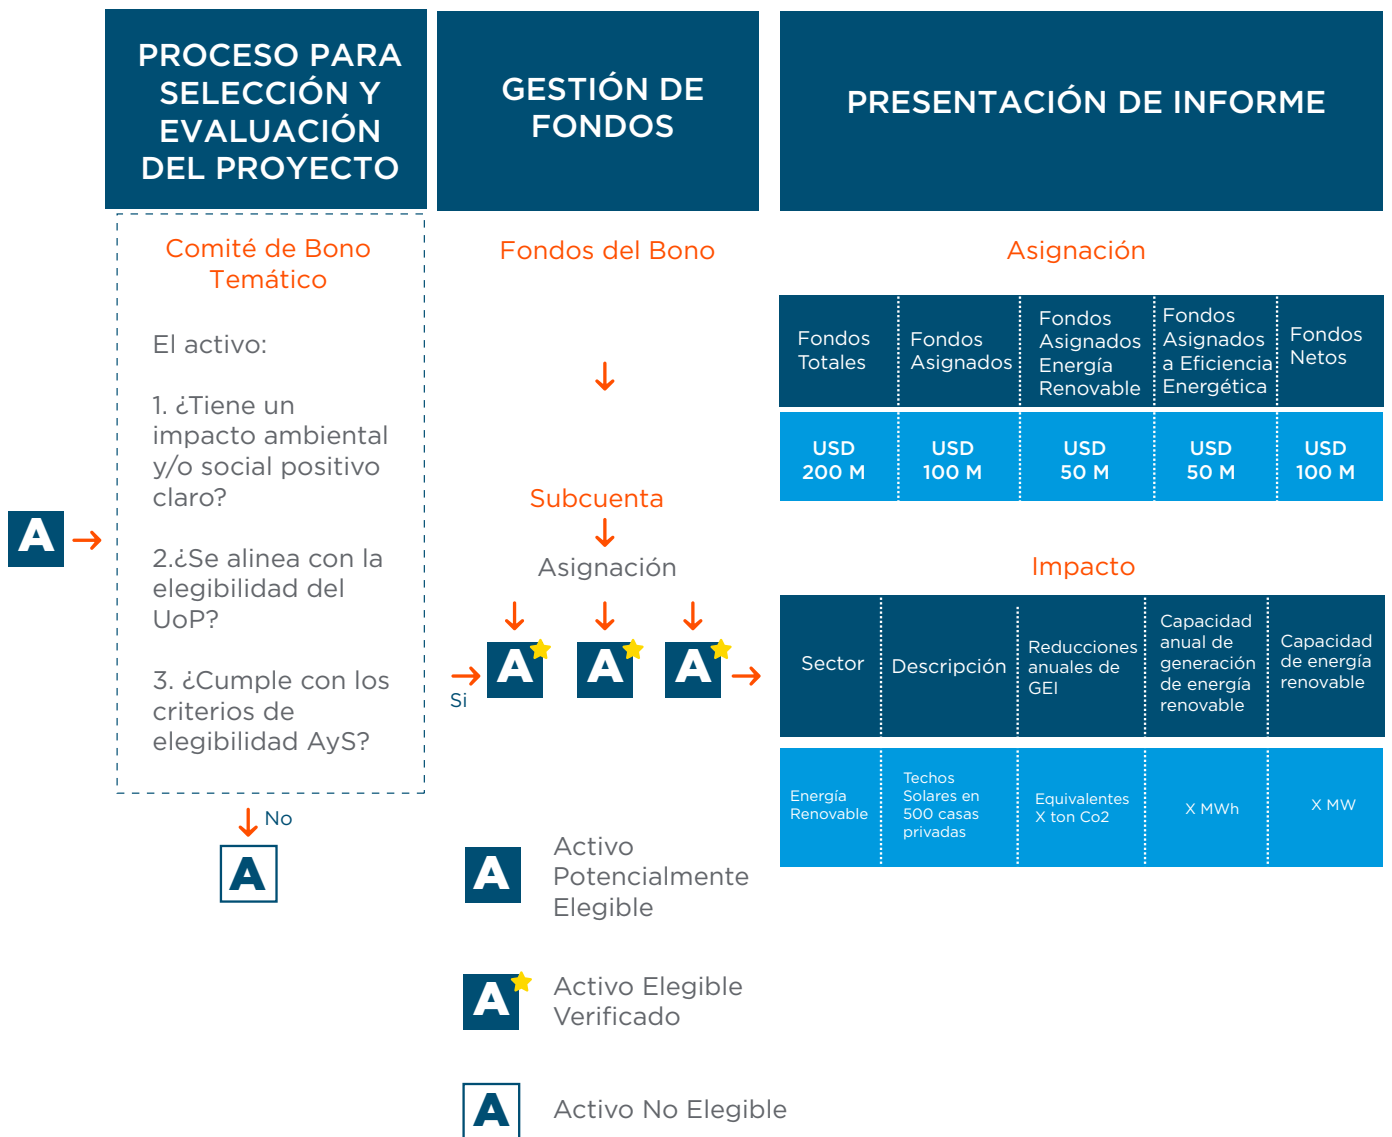 PROCESO PARA
SELECCIÓN Y
EVALUACIÓN
DEL PROYECTO
GESTIÓN DE
FONDOS
PRESENTACIÓN DE INFORME
Comité de Bono
Temático
El activo:
1. ¿Tiene un
impacto ambiental
y/o social positivo
claro?
2.¿Se alinea con la
elegibilidad del
UoP?
3. ¿Cumple con los
criterios de
elegibilidad AyS?
A
No
A
Fondos del Bono
Subcuenta
Asignación
Si
A
A
A
A
Activo
Potencialmente
Elegible
A
Activo Elegible
Verificado
A
Activo No Elegible
Asignación
Fondos
Totales
Fondos
Asignados
Fondos
Asignados
Energía
Renovable
Fondos
Asignados
a Eficiencia
Energética
Fondos
Netos
USD
200 M
USD
100 M
USD
50 M
USD
50 M
USD
100 M
Impacto
Sector
Descripción
Reducciones
anuales de
GEI
Capacidad
anual de
generación
de energía
renovable
Capacidad
de energía
renovable
Energía
Renovable
Techos
Solares en
500 casas
privadas
Equivalentes
X ton Co2
X MWh
X MW